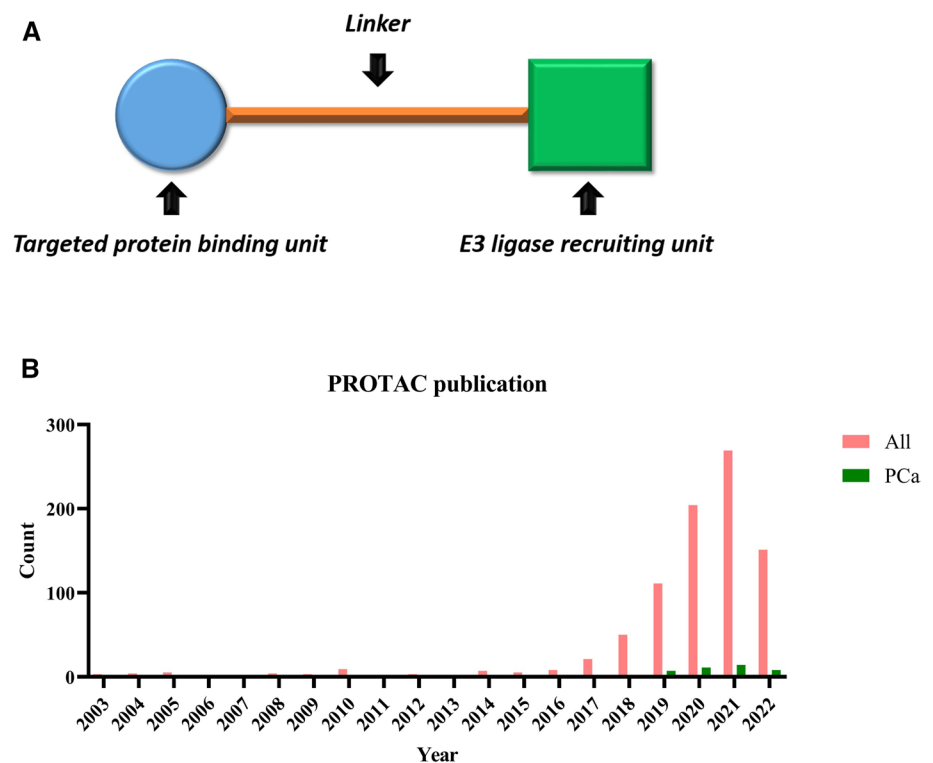 A
Linker
Targeted protein binding unit
E3 ligase recruiting unit
B
PROTAC publication
300
200
100
0
Count
All
PCa
2003
2004
2005
2006
2007
2008
2009
2010
2011
2012
2013
2014
2015
2016
2017
2018
2019
2020
2021
2022
Year